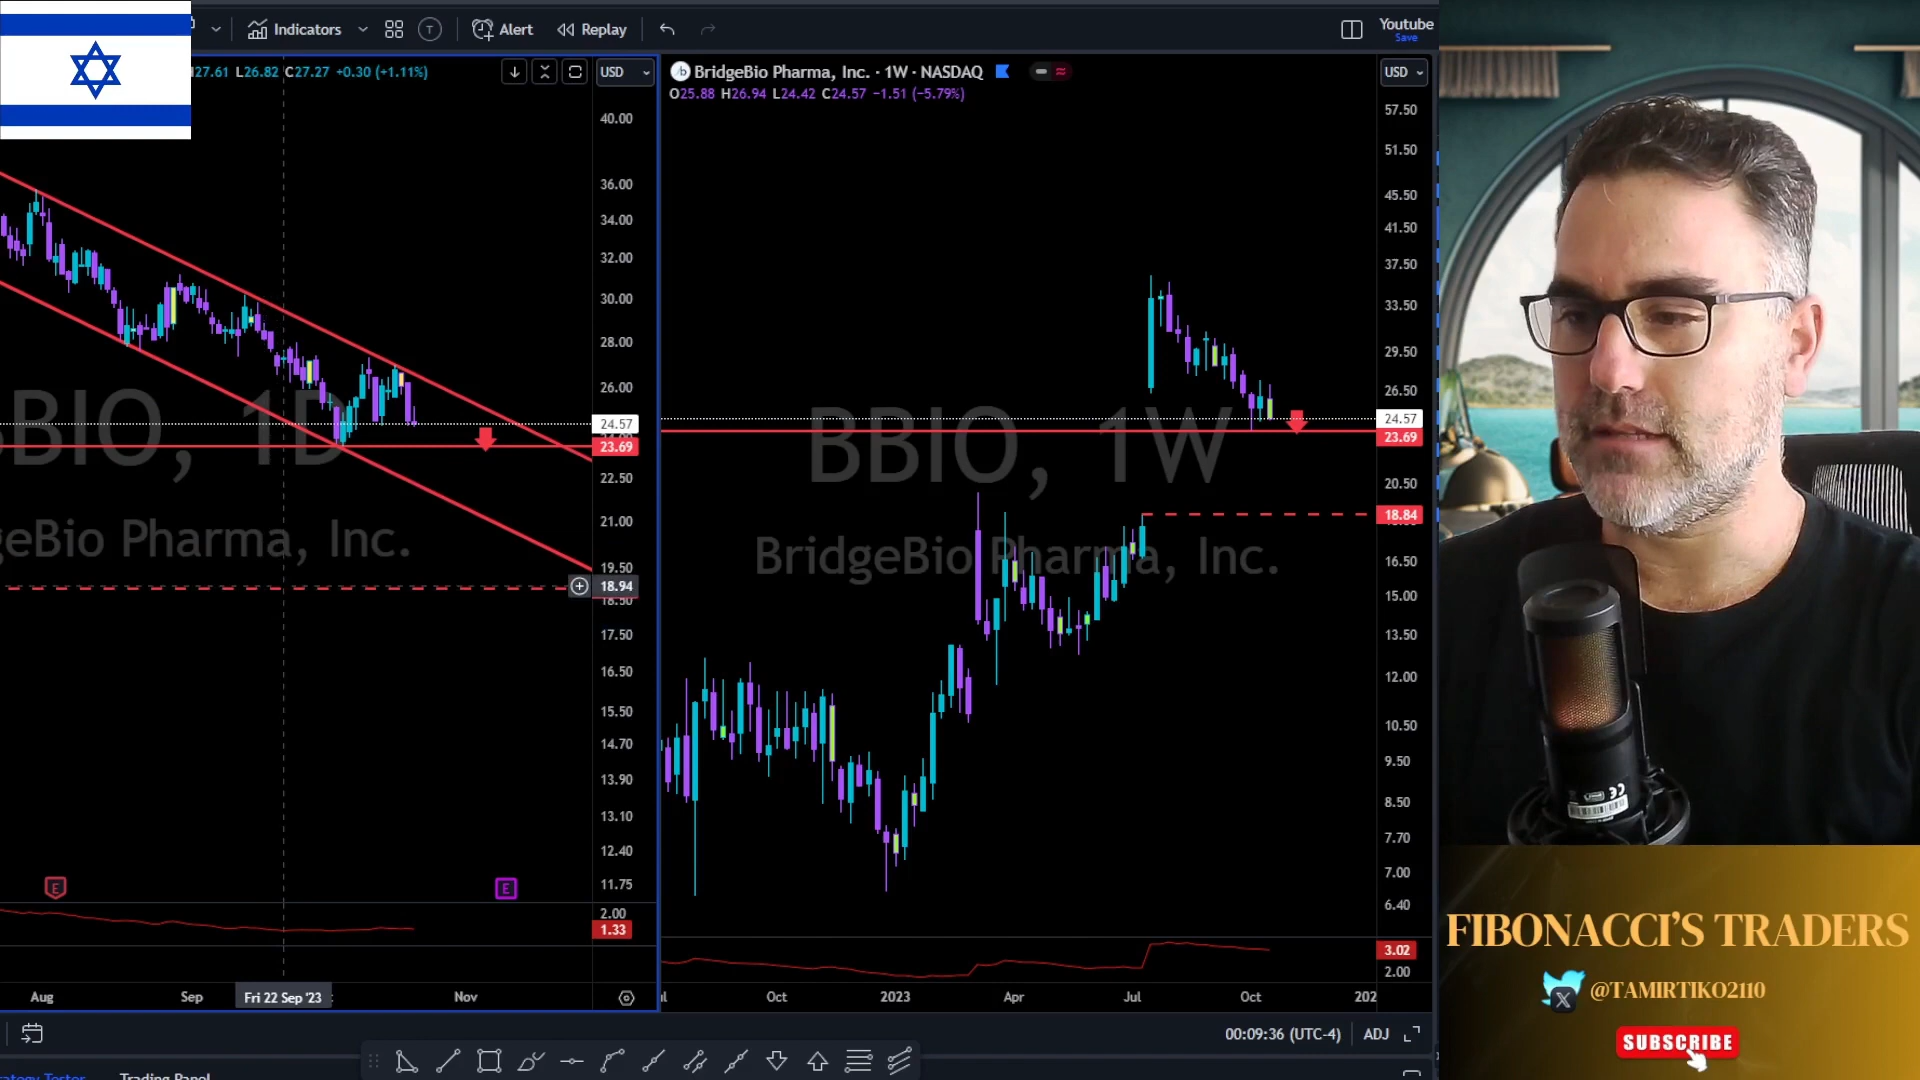 Indicators
T
Alert
Replay
Youtube
Save
H27.61 L26.82 C27.27 +0.30 (+1.11%)
USD
BridgeBio Pharma, Inc. · 1W · NASDAQ
O25.88 H26.94 L24.42 C24.57 −1.51 (−5.79%)
USD
40.00
36.00
34.00
32.00
30.00
28.00
26.00
24.57
23.69
22.50
21.00
19.50
18.94
18.50
17.50
16.50
15.50
14.70
13.90
13.10
12.40
11.75
2.00
1.33
BBIO, 1D
geBio Pharma, Inc.
E
E
Aug
Sep
Fri 22 Sep '23
Nov
57.50
51.50
45.50
41.50
37.50
33.50
29.50
26.50
24.57
23.69
20.50
18.84
16.50
15.00
13.50
12.00
10.50
9.50
8.50
7.70
7.00
6.40
3.02
2.00
BBIO, 1W
BridgeBio Pharma, Inc.
Oct
2023
Apr
Jul
Oct
202
00:09:36 (UTC-4)
ADJ
Trading Panel
FIBONACCI'S TRADERS
@TAMIRTIKO2110
SUBSCRIBE